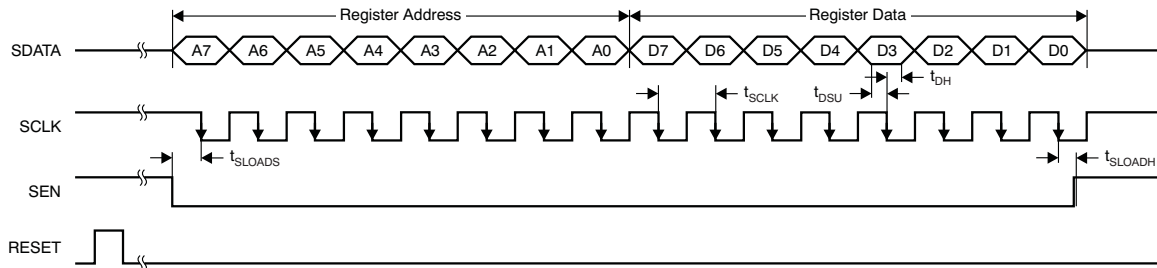 Register Address Register Data
SDATA A7 A6 A5 A4 A3 A2 A1 A0 D7 D6 D5 D4 D3 D2 D1 D0
tSCLK tDSU tDH
SCLK
tSLOADS tSLOADH
SEN
RESET